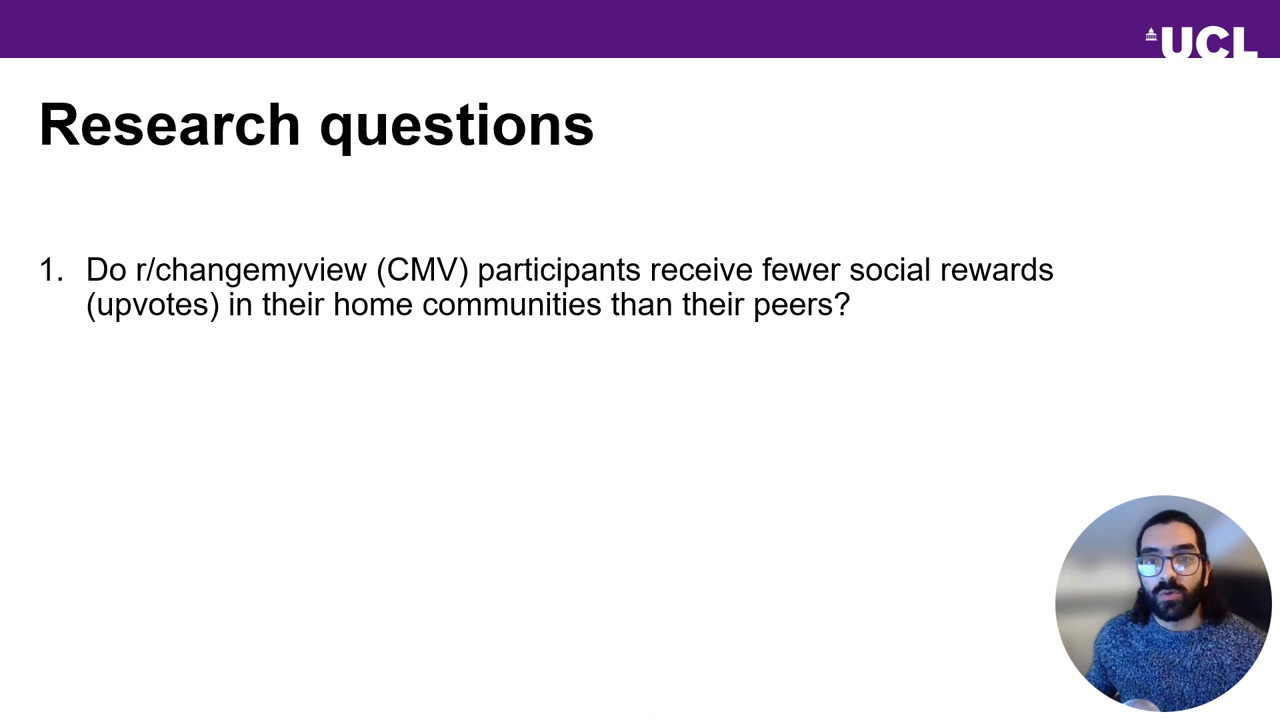 UCL
Research questions
1. Do r/changemyview (CMV) participants receive fewer social rewards
(upvotes) in their home communities than their peers?